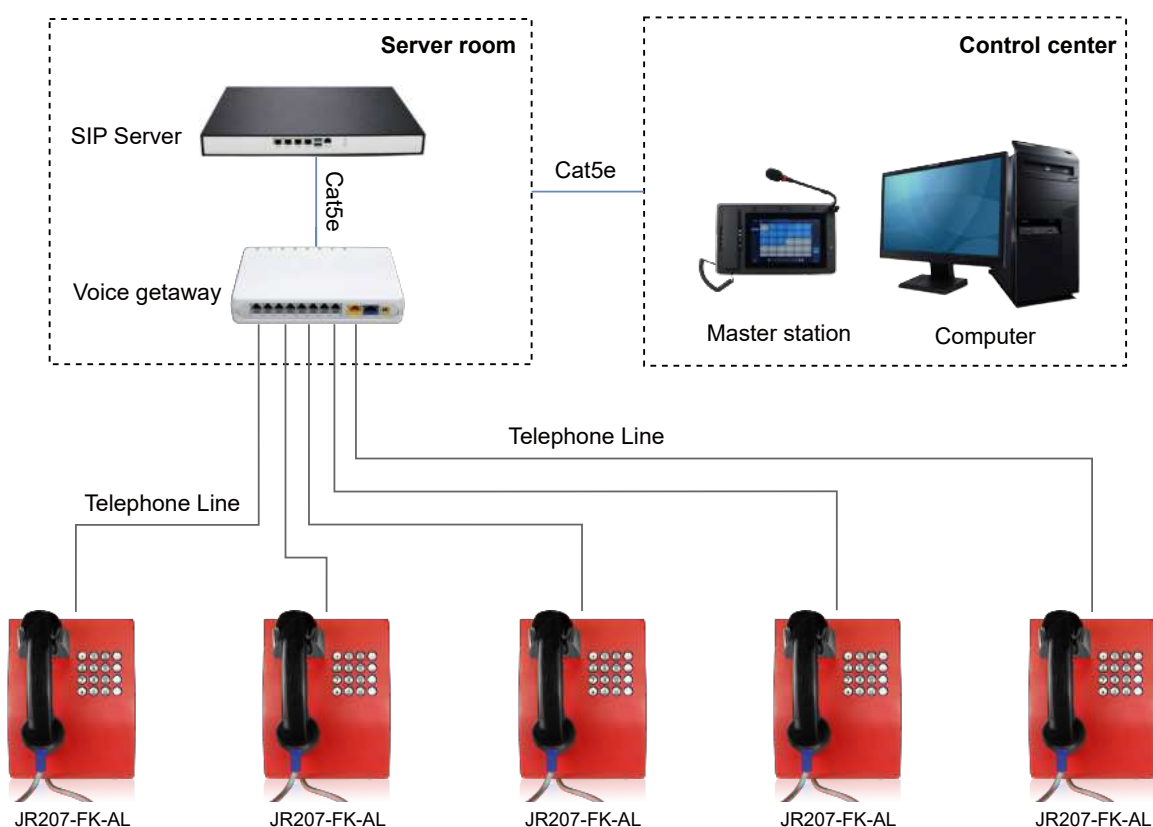 Server room
Control center
SIP Server
Cat5e
Cat5e
Voice getaway
Master station
Computer
Telephone Line
Telephone Line
JR207-FK-AL
JR207-FK-AL
JR207-FK-AL
JR207-FK-AL
JR207-FK-AL